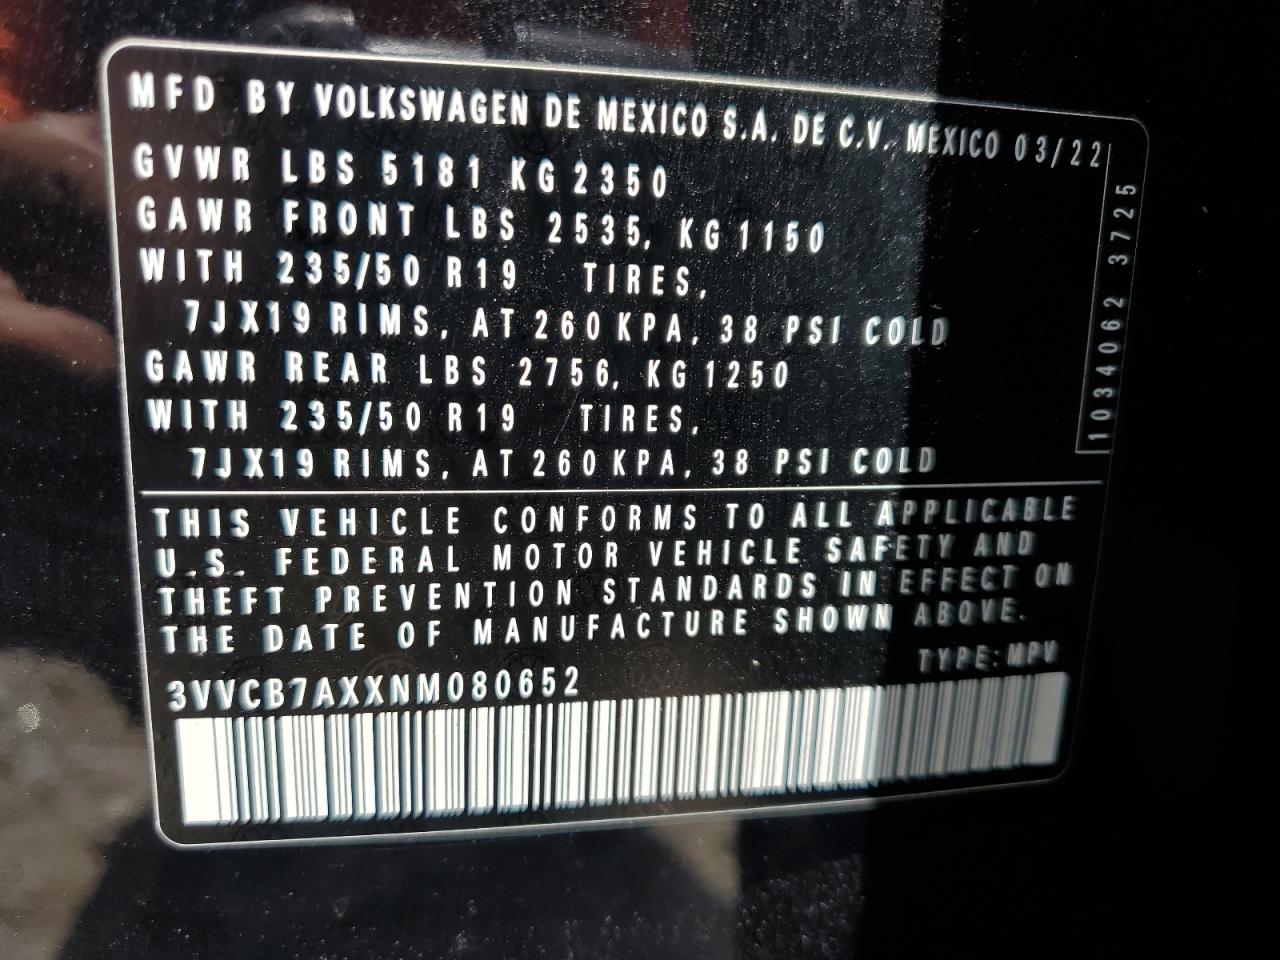 MFD BY VOLKSWAGEN DE MEXICO S.A. DE C.V. MEXICO 03/22
GVWR LBS 5181 KG 2350
GAWR FRONT LBS 2535, KG 1150
WITH 235/50 R19 TIRES,
7JX19 RIMS, AT 260 KPA, 38 PSI COLD
GAWR REAR LBS 2756, KG 1250
WITH 235/50 R19 TIRES,
7JX19 RIMS, AT 260 KPA, 38 PSI COLD
1034062 3725
THIS VEHICLE CONFORMS TO ALL APPLICABLE
U.S. FEDERAL MOTOR VEHICLE SAFETY AND
THEFT PREVENTION STANDARDS IN EFFECT ON
THE DATE OF MANUFACTURE SHOWN ABOVE.
TYPE: MPV
3VVCB7AXXNM080652